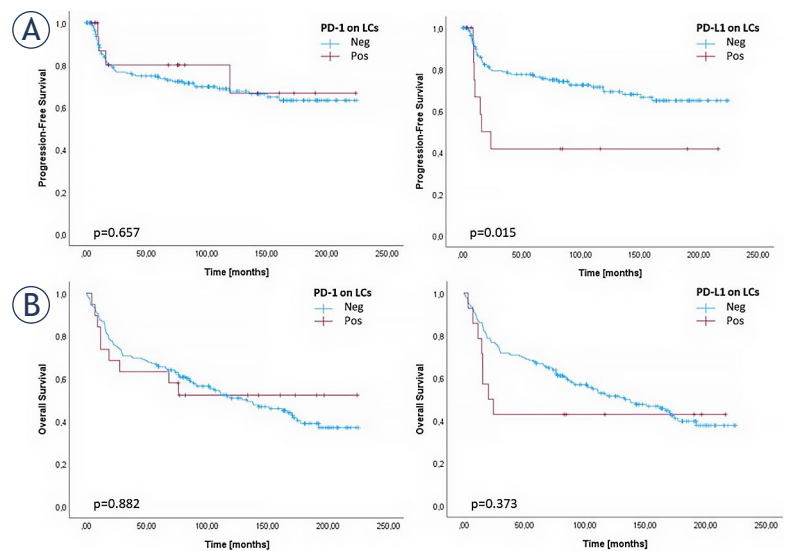 A
PD-1 on LCs
Neg
Pos
Progression-Free Survival
1,0
0,8
0,6
0,4
0,2
0,0
p=0.657
,00 50,00 100,00 150,00 200,00 250,00
Time [months]
PD-L1 on LCs
Neg
Pos
Progression-Free Survival
1,0
0,8
0,6
0,4
0,2
0,0
p=0.015
,00 50,00 100,00 150,00 200,00 250,00
Time [months]
B
PD-1 on LCs
Neg
Pos
Overall Survival
1,0
0,8
0,6
0,4
0,2
0,0
p=0.882
,00 50,00 100,00 150,00 200,00 250,00
Time [months]
PD-L1 on LCs
Neg
Pos
Overall Survival
1,0
0,8
0,6
0,4
0,2
0,0
p=0.373
,00 50,00 100,00 150,00 200,00 250,00
Time [months]